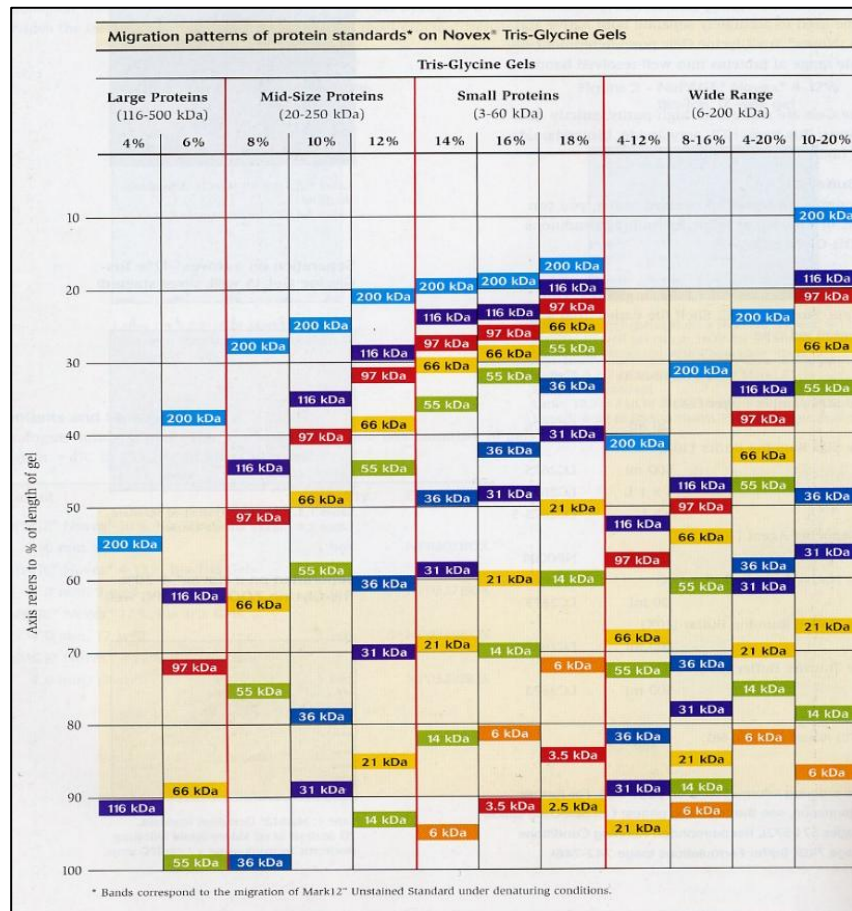 Migration patterns of protein standards* on Novex® Tris-Glycine Gels
Tris-Glycine Gels
Large Proteins
(116-500 kDa)
Mid-Size Proteins
(20-250 kDa)
Small Proteins
(3-60 kDa)
Wide Range
(6-200 kDa)
4% 6% 8% 10% 12% 14% 16% 18% 4-12% 8-16% 4-20% 10-20%
Axis refers to % of length of gel
10
20
30
40
50
60
70
80
90
100
200 kDa
116 kDa
200 kDa
116 kDa
97 kDa
66 kDa
55 kDa
200 kDa
116 kDa
97 kDa
66 kDa
55 kDa
36 kDa
200 kDa
116 kDa
97 kDa
66 kDa
55 kDa
36 kDa
31 kDa
200 kDa
116 kDa
97 kDa
66 kDa
55 kDa
36 kDa
31 kDa
21 kDa
14 kDa
200 kDa
116 kDa
97 kDa
66 kDa
55 kDa
36 kDa
31 kDa
21 kDa
14 kDa
6 kDa
200 kDa
116 kDa
97 kDa
66 kDa
55 kDa
36 kDa
31 kDa
21 kDa
14 kDa
6 kDa
3.5 kDa
200 kDa
116 kDa
97 kDa
66 kDa
55 kDa
36 kDa
31 kDa
21 kDa
14 kDa
6 kDa
3.5 kDa
2.5 kDa
200 kDa
116 kDa
97 kDa
66 kDa
55 kDa
36 kDa
31 kDa
21 kDa
200 kDa
116 kDa
97 kDa
66 kDa
55 kDa
36 kDa
31 kDa
21 kDa
14 kDa
6 kDa
200 kDa
116 kDa
97 kDa
66 kDa
55 kDa
36 kDa
31 kDa
21 kDa
14 kDa
6 kDa
200 kDa
116 kDa
97 kDa
66 kDa
55 kDa
36 kDa
31 kDa
21 kDa
14 kDa
6 kDa
* Bands correspond to the migration of Mark12™ Unstained Standard under denaturing conditions.